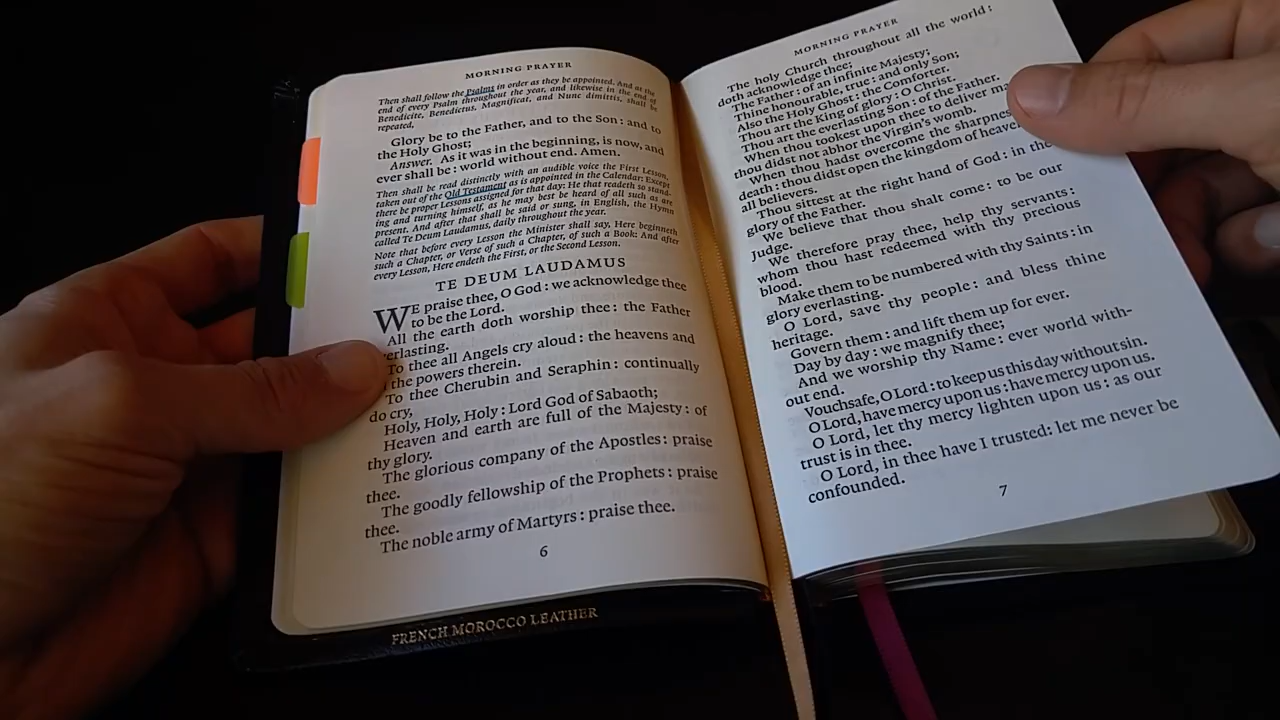 MORNING PRAYER
Then shall follow the Psalms in order as they be appointed. And at the
end of every Psalm throughout the year, and likewise in the end of
Benedicite, Benedictus, Magnificat, and Nunc dimittis, shall be
repeated,
Glory be to the Father, and to the Son : and to
the Holy Ghost;
Answer. As it was in the beginning, is now, and
ever shall be : world without end. Amen.
Then shall be read distinctly with an audible voice the First Lesson,
taken out of the Old Testament as is appointed in the Calendar: Except
there be proper Lessons assigned for that day: He that readeth so stand-
ing and turning himself, as he may best be heard of all such as are
present. And after that shall be said or sung, in English, the Hymn
called Te Deum Laudamus, daily throughout the year.
Note that before every Lesson the Minister shall say, Here beginneth
such a Chapter, or Verse of such a Chapter, of such a Book: And after
every Lesson, Here endeth the First, or the Second Lesson.
TE DEUM LAUDAMUS
WE praise thee, O God : we acknowledge thee
to be the Lord.
All the earth doth worship thee : the Father
erlasting.
To thee all Angels cry aloud : the heavens and
the powers therein.
To thee Cherubin and Seraphin : continually
do cry,
Holy, Holy, Holy : Lord God of Sabaoth;
Heaven and earth are full of the Majesty : of
thy glory.
The glorious company of the Apostles : praise
thee.
The goodly fellowship of the Prophets : praise
thee.
The noble army of Martyrs : praise thee.
6
FRENCH MOROCCO LEATHER
MORNING PRAYER
The holy Church throughout all the world :
doth acknowledge thee;
The Father : of an infinite Majesty;
Thine honourable, true : and only Son;
Also the Holy Ghost : the Comforter.
Thou art the King of glory : O Christ.
Thou art the everlasting Son : of the Father.
When thou tookest upon thee to deliver ma
thou didst not abhor the Virgin's womb.
When thou hadst overcome the sharpness
death : thou didst open the kingdom of heaven
all believers.
Thou sittest at the right hand of God : in the
glory of the Father.
We believe that thou shalt come : to be our
Judge.
We therefore pray thee, help thy servants :
whom thou hast redeemed with thy precious
blood.
Make them to be numbered with thy Saints : in
glory everlasting.
O Lord, save thy people : and bless thine
heritage.
Govern them : and lift them up for ever.
Day by day : we magnify thee;
And we worship thy Name : ever world with-
out end.
Vouchsafe, O Lord : to keep us this day without sin.
O Lord, have mercy upon us : have mercy upon us.
O Lord, let thy mercy lighten upon us : as our
trust is in thee.
O Lord, in thee have I trusted: let me never be
confounded.
7